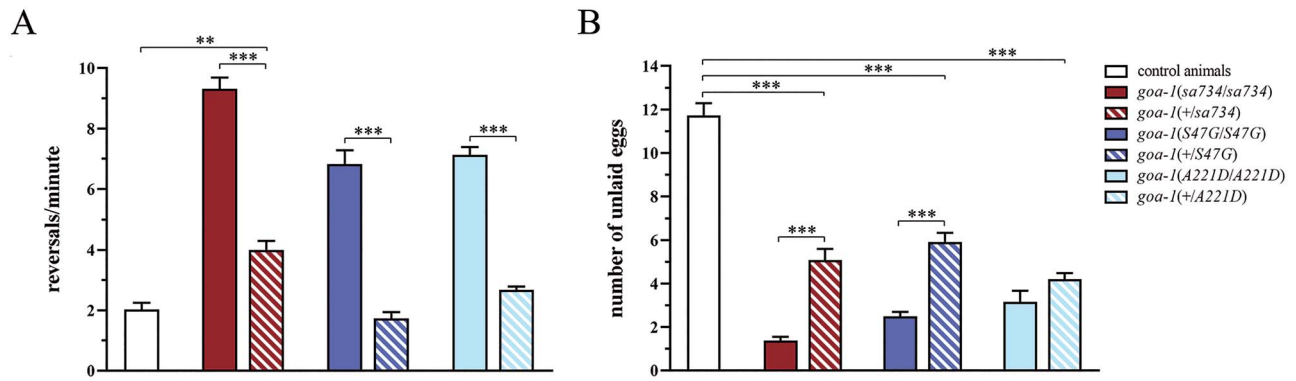 A
B
**
***
***
***
reversals/minute
10
8
6
4
2
0
***
***
***
***
***
number of unlaid eggs
14
12
10
8
6
4
2
0
control animals
goa-1(sa734/sa734)
goa-1(+/sa734)
goa-1(S47G/S47G)
goa-1(+/S47G)
goa-1(A221D/A221D)
goa-1(+/A221D)